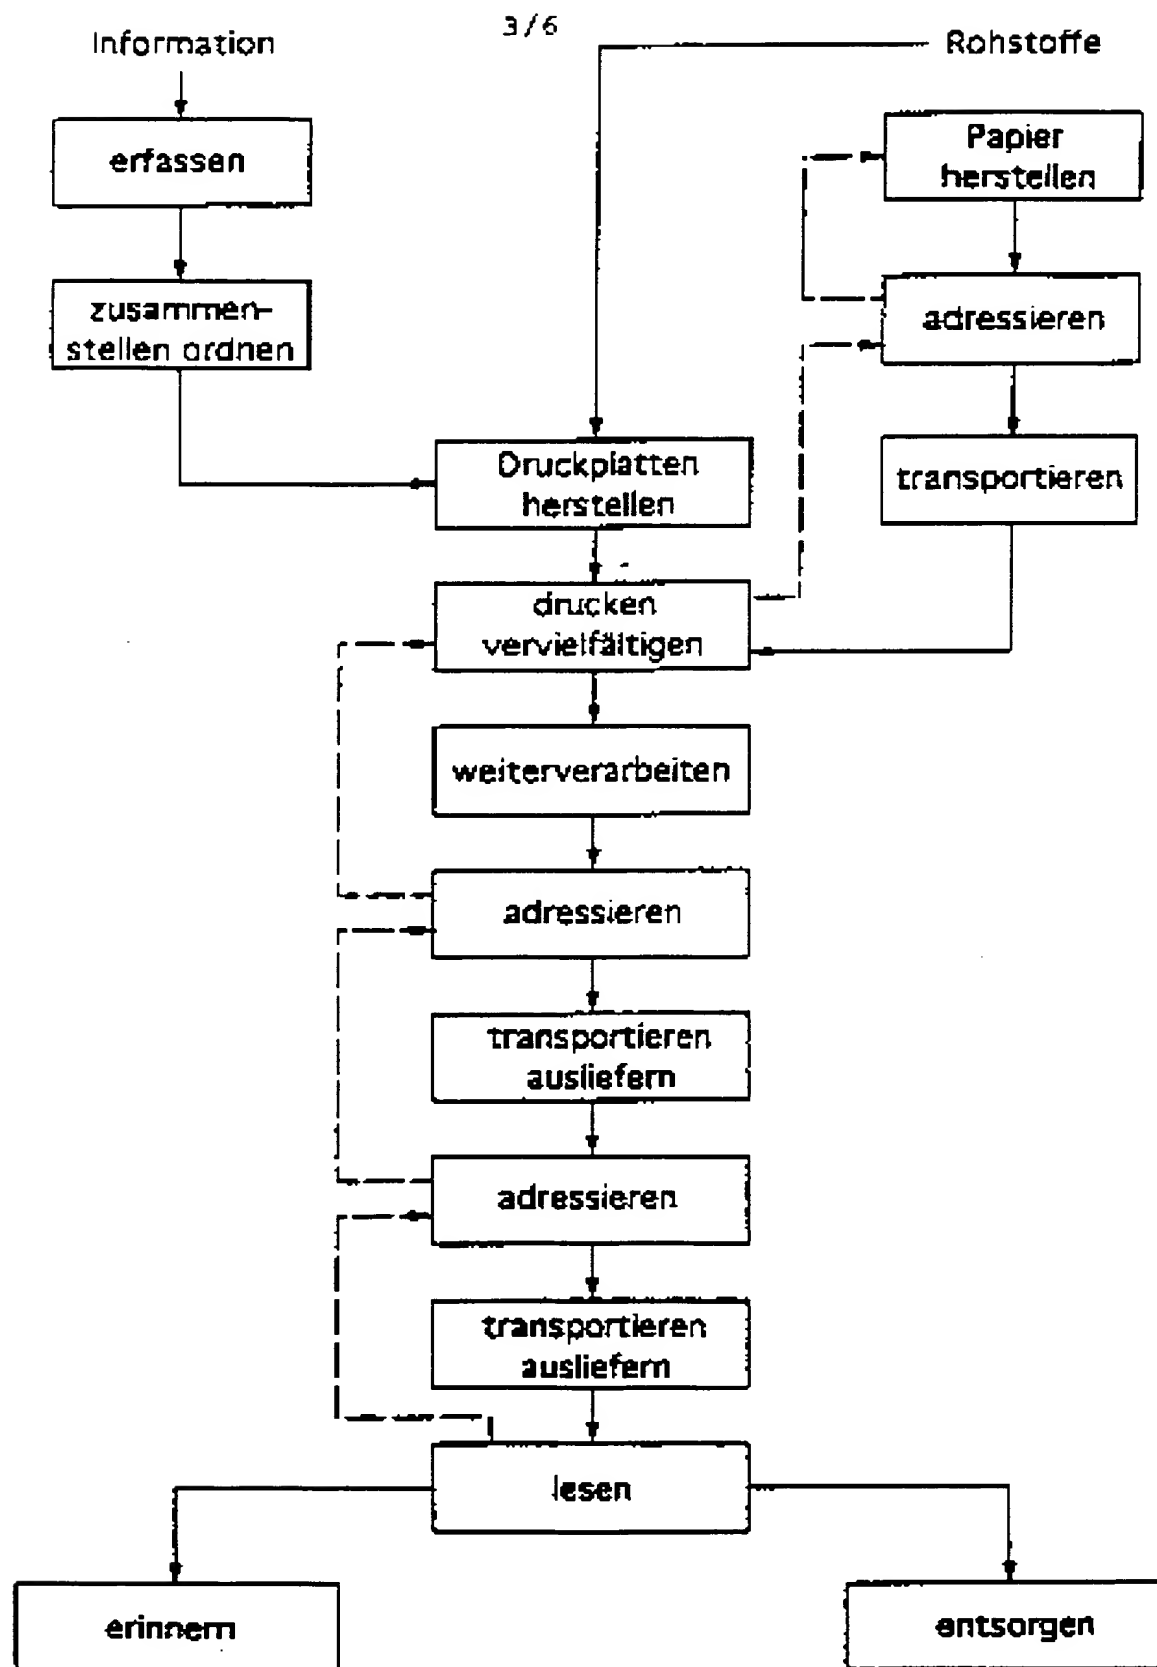 3/6
Information
Rohstoffe
erfassen
Papier
herstellen
zusammen-
stellen ordnen
adressieren
Druckplatten
herstellen
transportieren
drucken
vervielfältigen
weiterverarbeiten
adressieren
transportieren
ausliefern
adressieren
transportieren
ausliefern
lesen
erinnern
entsorgen